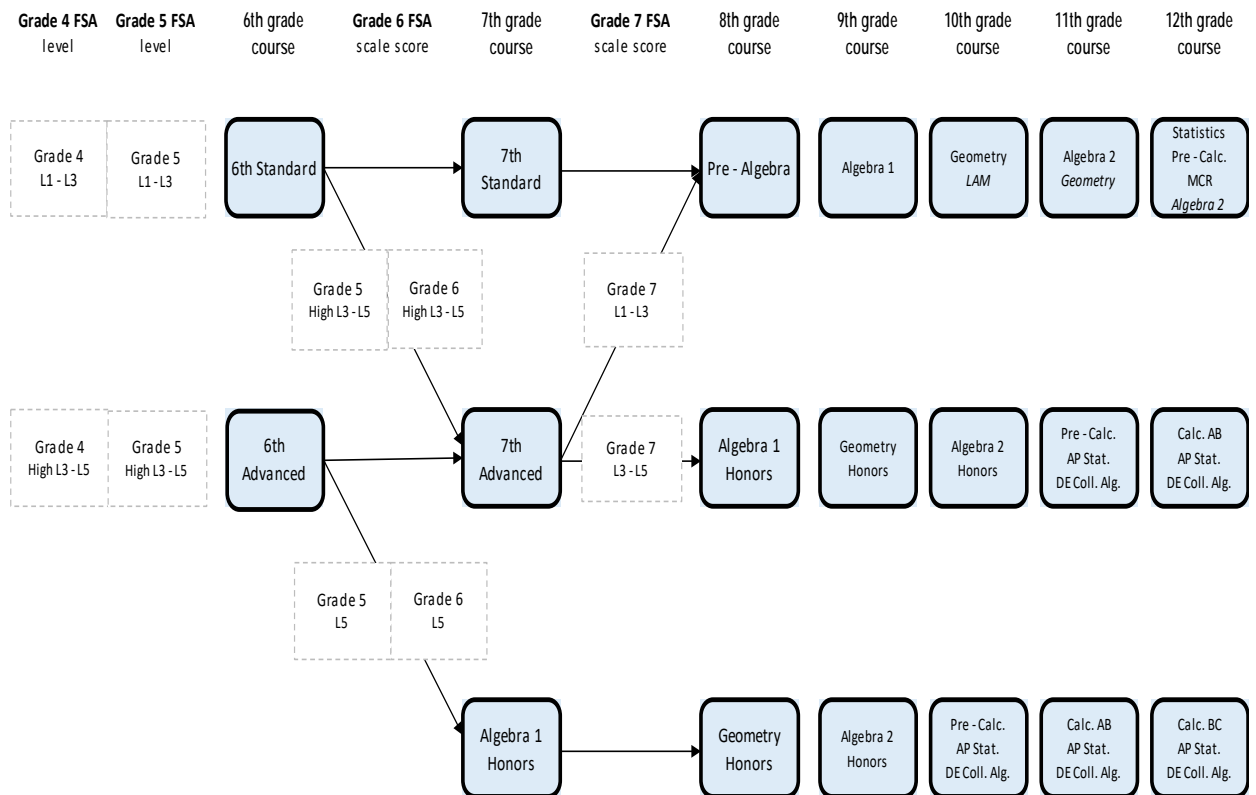 Grade 4 FSA
level
Grade 5 FSA
level
6th grade
course
Grade 6 FSA
scale score
7th grade
course
Grade 7 FSA
scale score
8th grade
course
9th grade
course
10th grade
course
11th grade
course
12th grade
course
Grade 4
L1 - L3
Grade 5
L1 - L3
6th Standard
7th
Standard
Pre - Algebra
Algebra 1
Geometry
LAM
Algebra 2
Geometry
Statistics
Pre - Calc.
MCR
Algebra 2
Grade 5
High L3 - L5
Grade 6
High L3 - L5
Grade 7
L1 - L3
Grade 4
High L3 - L5
Grade 5
High L3 - L5
6th
Advanced
7th
Advanced
Grade 7
L3 - L5
Algebra 1
Honors
Geometry
Honors
Algebra 2
Honors
Pre - Calc.
AP Stat.
DE Coll. Alg.
Calc. AB
AP Stat.
DE Coll. Alg.
Grade 5
L5
Grade 6
L5
Algebra 1
Honors
Geometry
Honors
Algebra 2
Honors
Pre - Calc.
AP Stat.
DE Coll. Alg.
Calc. AB
AP Stat.
DE Coll. Alg.
Calc. BC
AP Stat.
DE Coll. Alg.